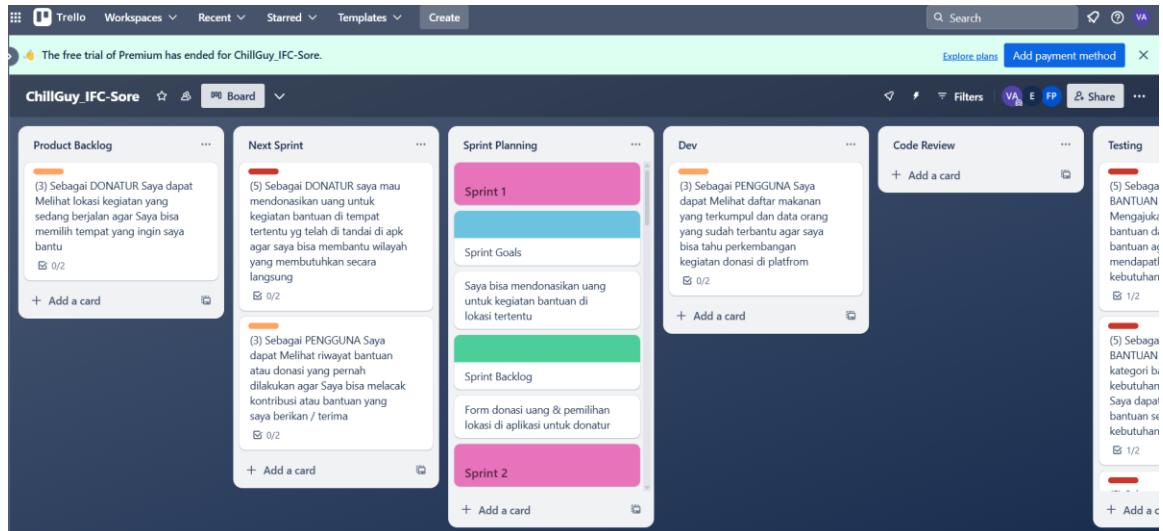 Trello Workspaces Recent Starred Templates Create Search VA
The free trial of Premium has ended for ChillGuy_IFC-Sore. Explore plans Add payment method
ChillGuy_IFC-Sore Board Filters VA E FP Share
Product Backlog
(3) Sebagai DONATUR Saya dapat
Melihat lokasi kegiatan yang
sedang berjalan agar Saya bisa
memilih tempat yang ingin saya
bantu
0/2
+ Add a card
Next Sprint
(5) Sebagai DONATUR saya mau
mendonasikan uang untuk
kegiatan bantuan di tempat
tertentu yg telah di tandai di apk
agar saya bisa membantu wilayah
yang membutuhkan secara
langsung
0/2
(3) Sebagai PENGGUNA Saya
dapat Melihat riwayat bantuan
atau donasi yang pernah
dilakukan agar Saya bisa melacak
kontribusi atau bantuan yang
saya berikan / terima
0/2
+ Add a card
Sprint Planning
Sprint 1
Sprint Goals
Saya bisa mendonasikan uang
untuk kegiatan bantuan di
lokasi tertentu
Sprint Backlog
Form donasi uang & pemilihan
lokasi di aplikasi untuk donatur
Sprint 2
+ Add a card
Dev
(3) Sebagai PENGGUNA Saya
dapat Melihat daftar makanan
yang terkumpul dan data orang
yang sudah terbantu agar saya
bisa tahu perkembangan
kegiatan donasi di platfrom
0/2
+ Add a card
Code Review
+ Add a card
Testing
(5) Sebaga
BANTUAN
Mengajuka
bantuan da
bantuan ag
mendapatk
kebutuhan
1/2
(5) Sebaga
BANTUAN
kategori ba
kebutuhan
Saya dapat
bantuan se
kebutuhan
1/2
+ Add a c